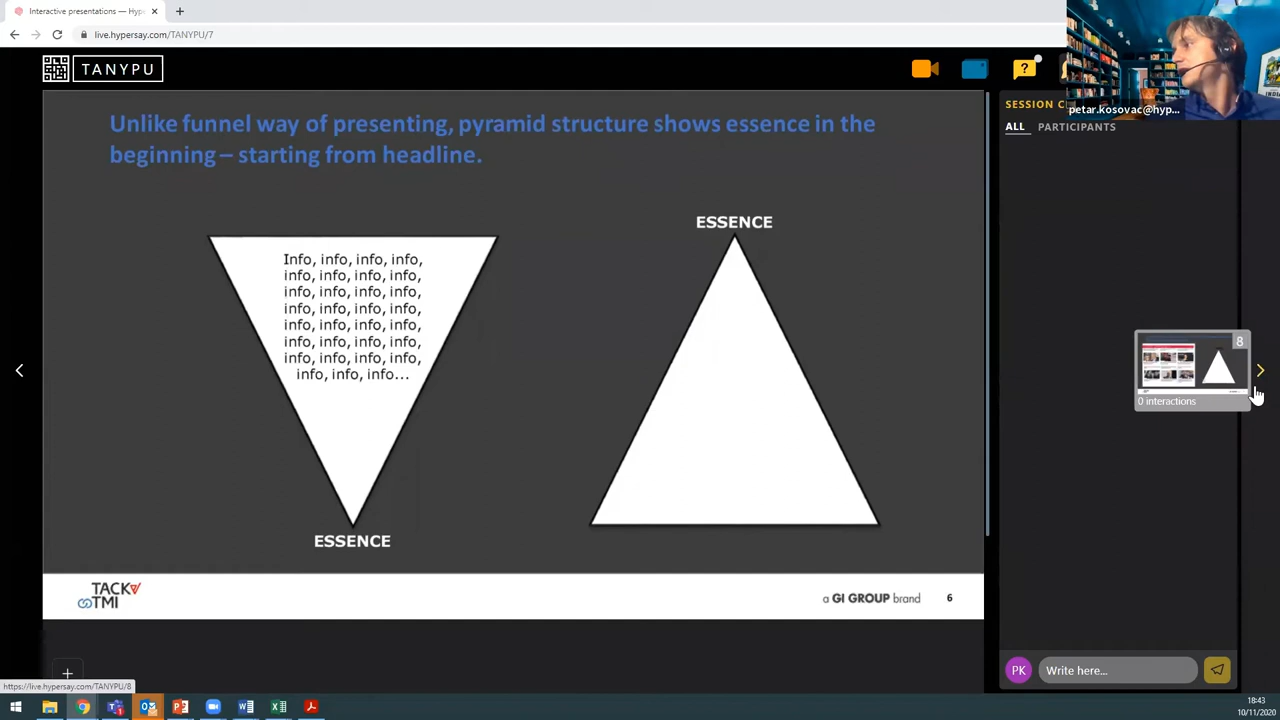 Interactive presentations — Hyp
live.hypersay.com/TANYPU/7
TANYPU
?
petar.kosovac@hyp...
SESSION C
ALL PARTICIPANTS
Unlike funnel way of presenting, pyramid structure shows essence in the
beginning – starting from headline.
Info, info, info, info,
info, info, info, info,
info, info, info, info,
info, info, info, info,
info, info, info, info,
info, info, info, info,
info, info, info, info,
info, info, info...
ESSENCE
ESSENCE
8
0 interactions
TACK
TMI
a GI GROUP brand
6
+
https://live.hypersay.com/TANYPU/8
PK
Write here...
18:43
10/11/2020